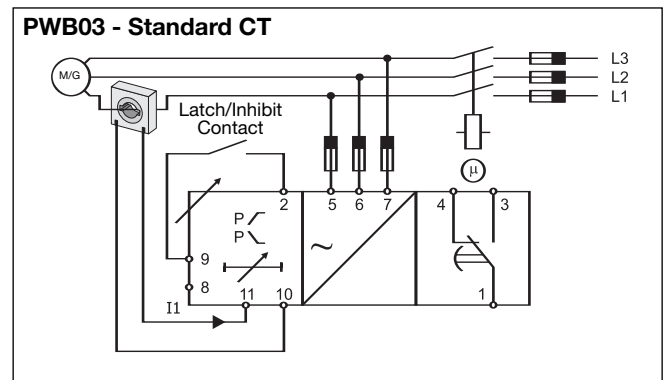 PWB03 - Standard CT
L3
L2
L1
M/G
Latch/Inhibit
Contact
μ
2
5
6
7
4
3
P
P
~
9
8
11
10
1
I1